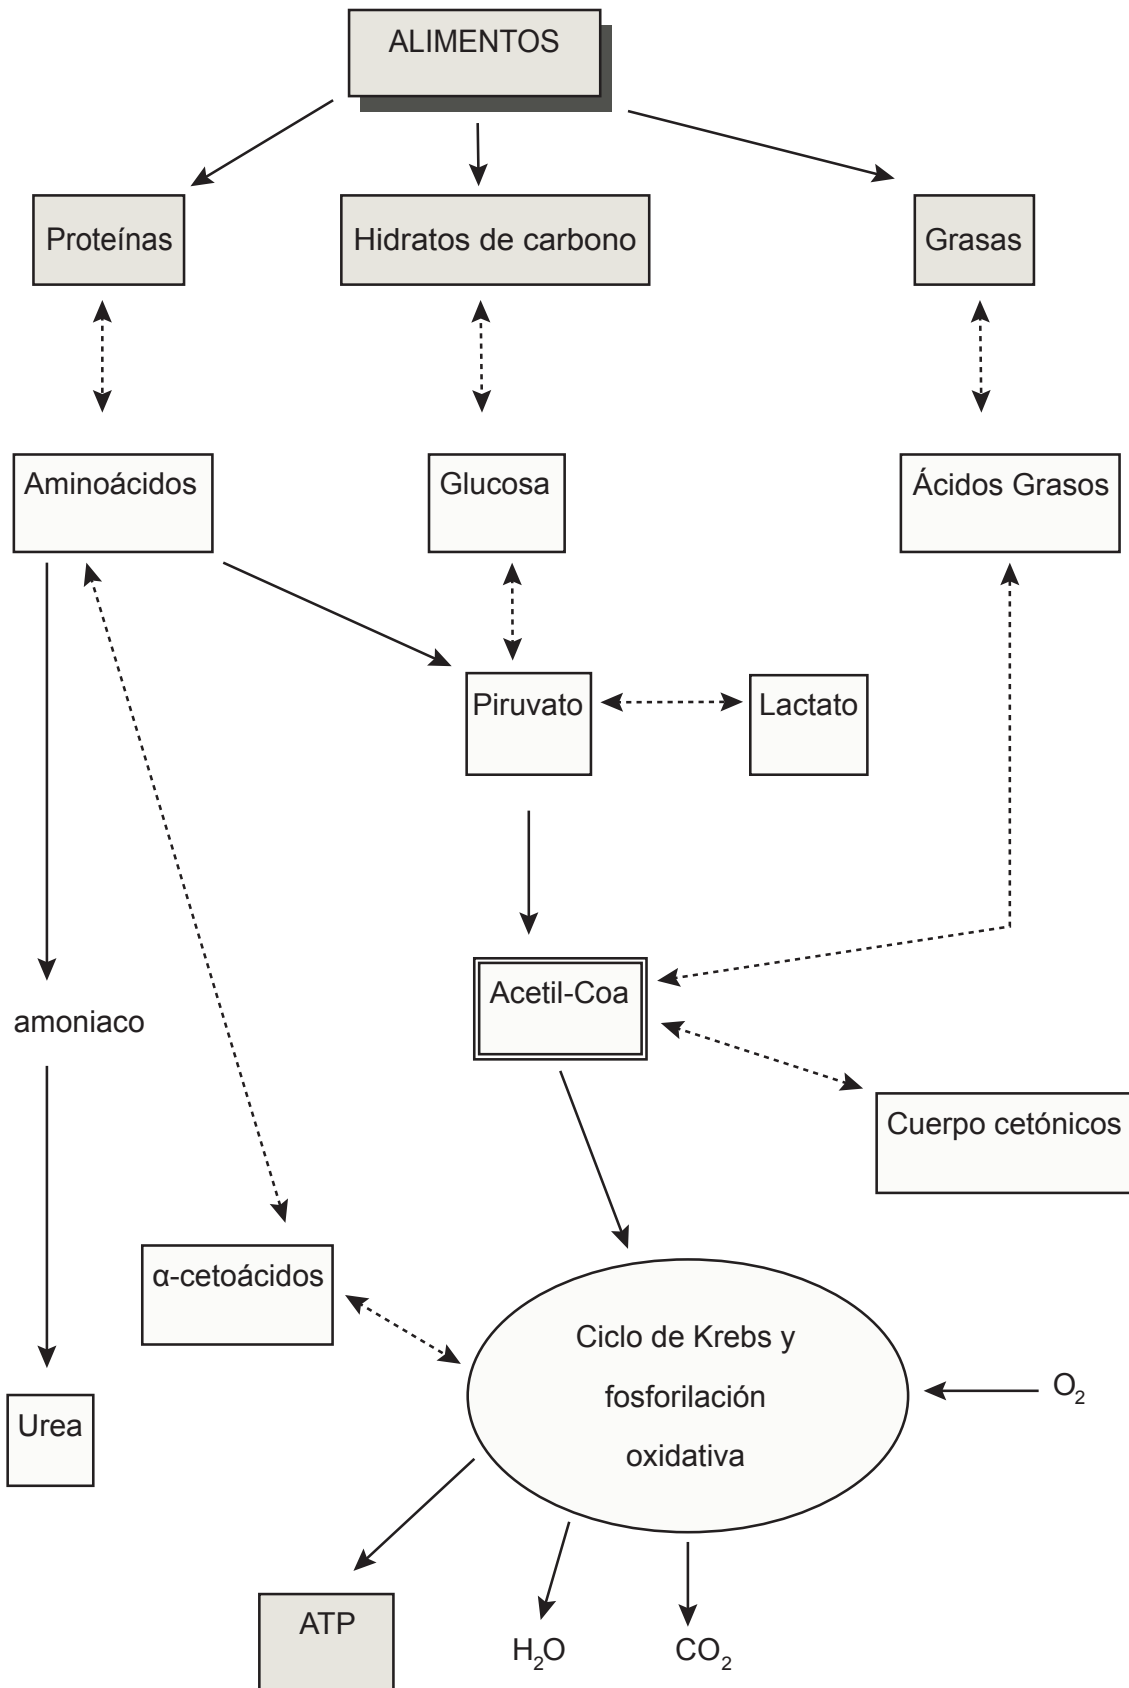 ALIMENTOS
Proteínas
Hidratos de carbono
Grasas
Aminoácidos
Glucosa
Ácidos Grasos
Piruvato
Lactato
Acetil-Coa
amoniaco
Cuerpo cetónicos
α-cetoácidos
Ciclo de Krebs y
fosforilación
oxidativa
O₂
Urea
ATP
H₂O
CO₂